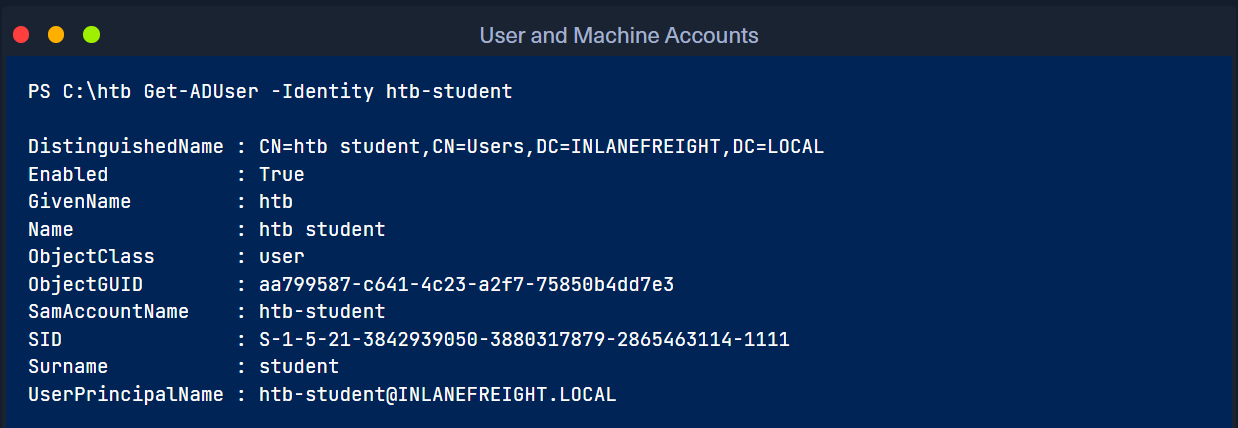 User and Machine Accounts
PS C:\htb Get-ADUser -Identity htb-student
DistinguishedName : CN=htb student,CN=Users,DC=INLANEFREIGHT,DC=LOCAL
Enabled           : True
GivenName         : htb
Name              : htb student
ObjectClass       : user
ObjectGUID        : aa799587-c641-4c23-a2f7-75850b4dd7e3
SamAccountName    : htb-student
SID               : S-1-5-21-3842939050-3880317879-2865463114-1111
Surname           : student
UserPrincipalName : htb-student@INLANEFREIGHT.LOCAL